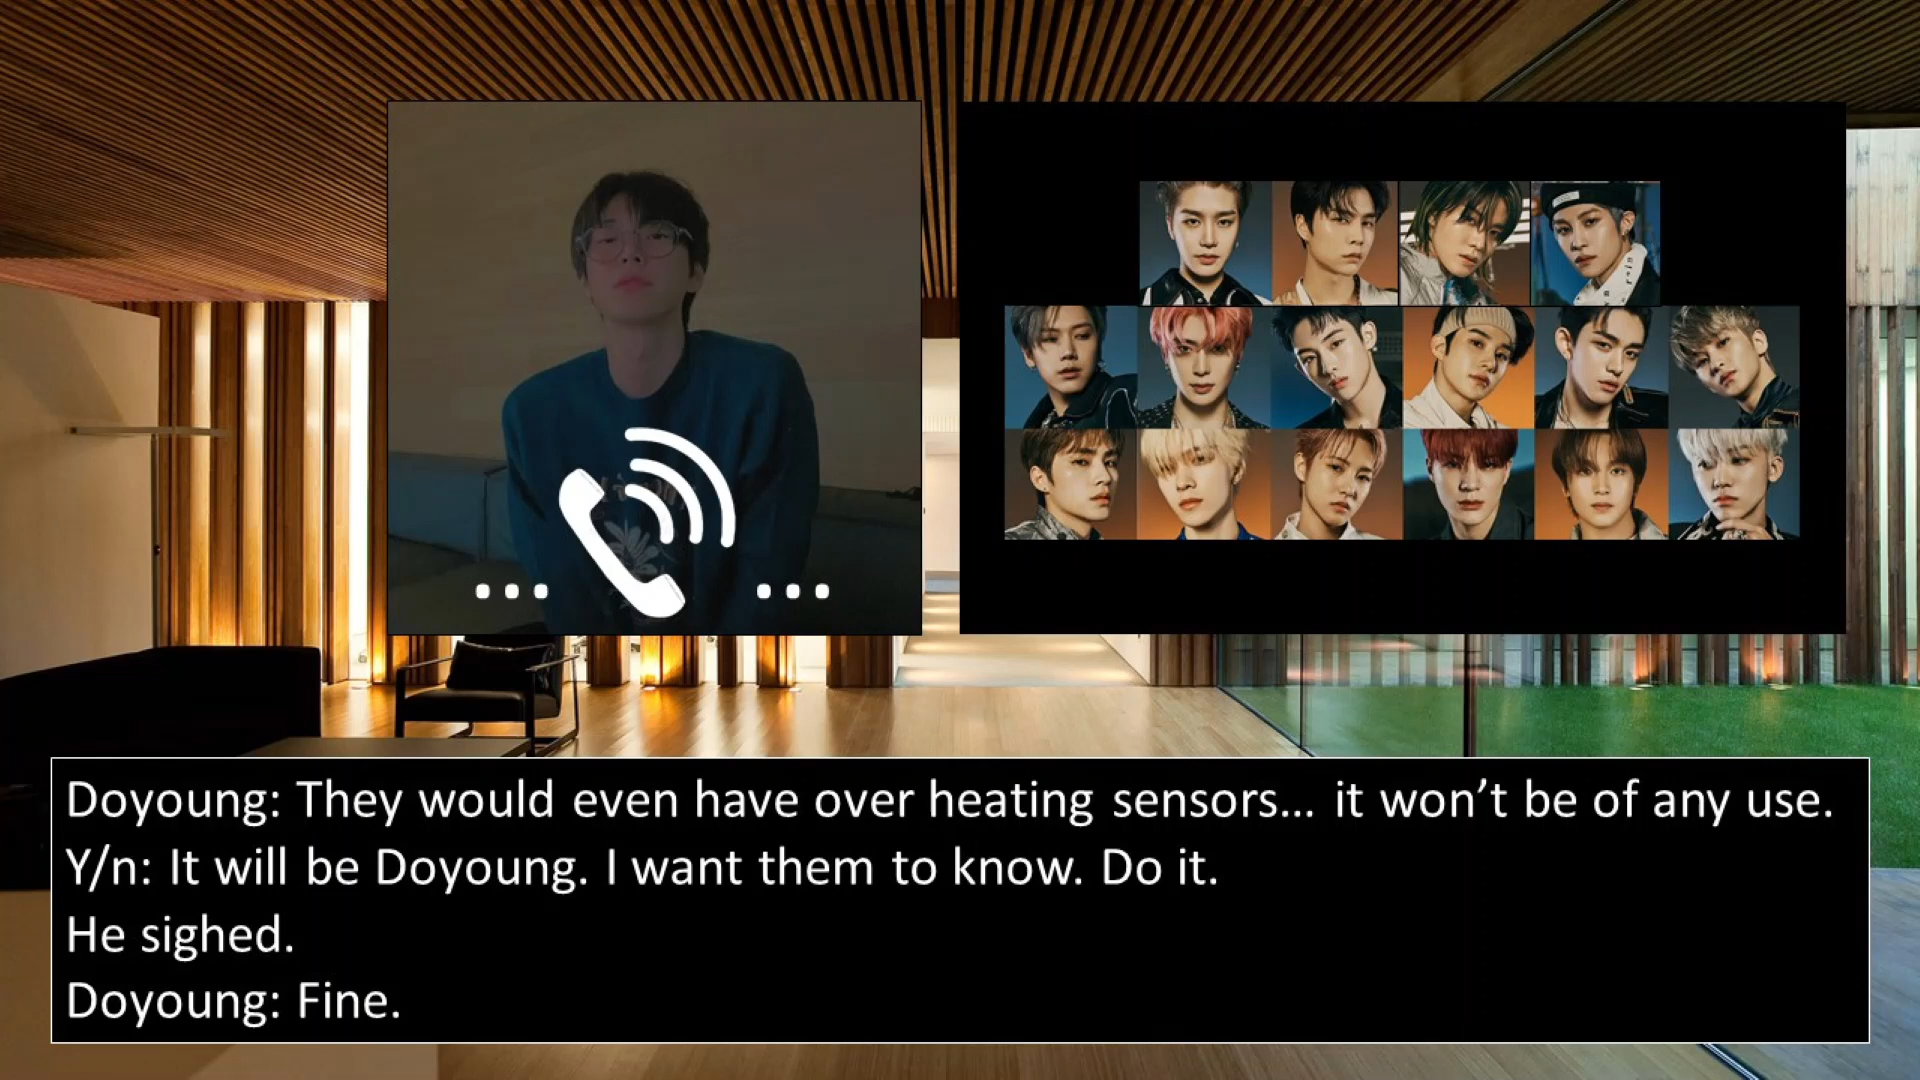 Doyoung: They would even have over heating sensors... it won’t be of any use.
Y/n: It will be Doyoung. I want them to know. Do it.
He sighed.
Doyoung: Fine.